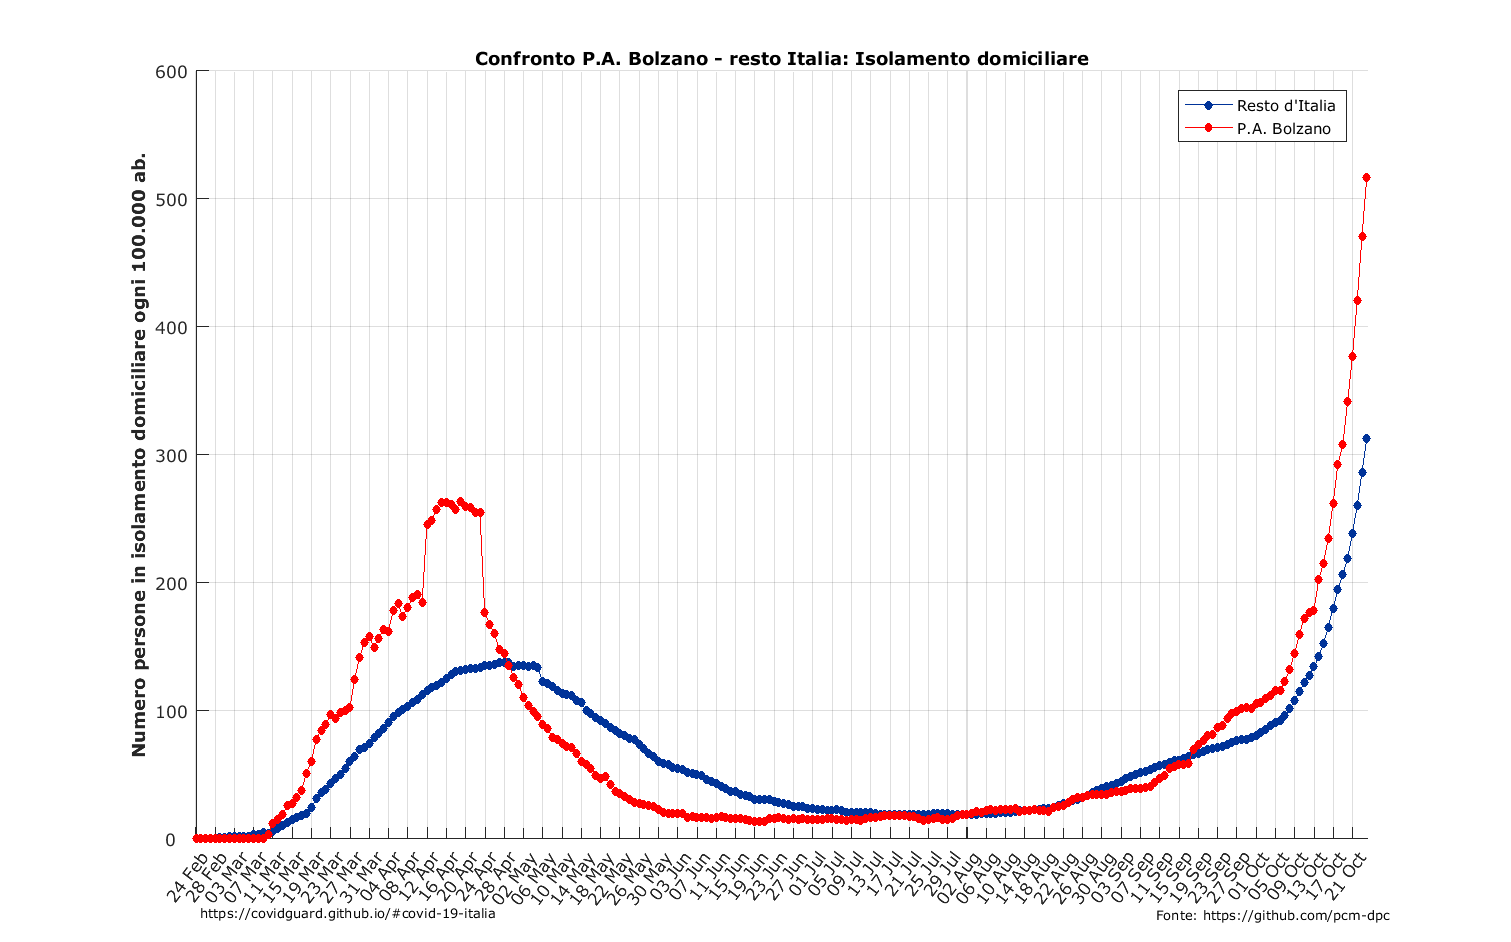 Confronto P.A. Bolzano - resto Italia: Isolamento domiciliare
Numero persone in isolamento domiciliare ogni 100.000 ab.
600
500
400
300
200
100
0
Resto d'Italia
P.A. Bolzano
24 Feb
28 Feb
03 Mar
07 Mar
11 Mar
15 Mar
19 Mar
23 Mar
27 Mar
31 Mar
04 Apr
08 Apr
12 Apr
16 Apr
20 Apr
24 Apr
28 Apr
02 May
06 May
10 May
14 May
18 May
22 May
26 May
30 May
03 Jun
07 Jun
11 Jun
15 Jun
19 Jun
23 Jun
27 Jun
01 Jul
05 Jul
09 Jul
13 Jul
17 Jul
21 Jul
25 Jul
29 Jul
02 Aug
06 Aug
10 Aug
14 Aug
18 Aug
22 Aug
26 Aug
30 Aug
03 Sep
07 Sep
11 Sep
15 Sep
19 Sep
23 Sep
27 Sep
01 Oct
05 Oct
09 Oct
13 Oct
17 Oct
21 Oct
https://covidguard.github.io/#covid-19-italia
Fonte: https://github.com/pcm-dpc